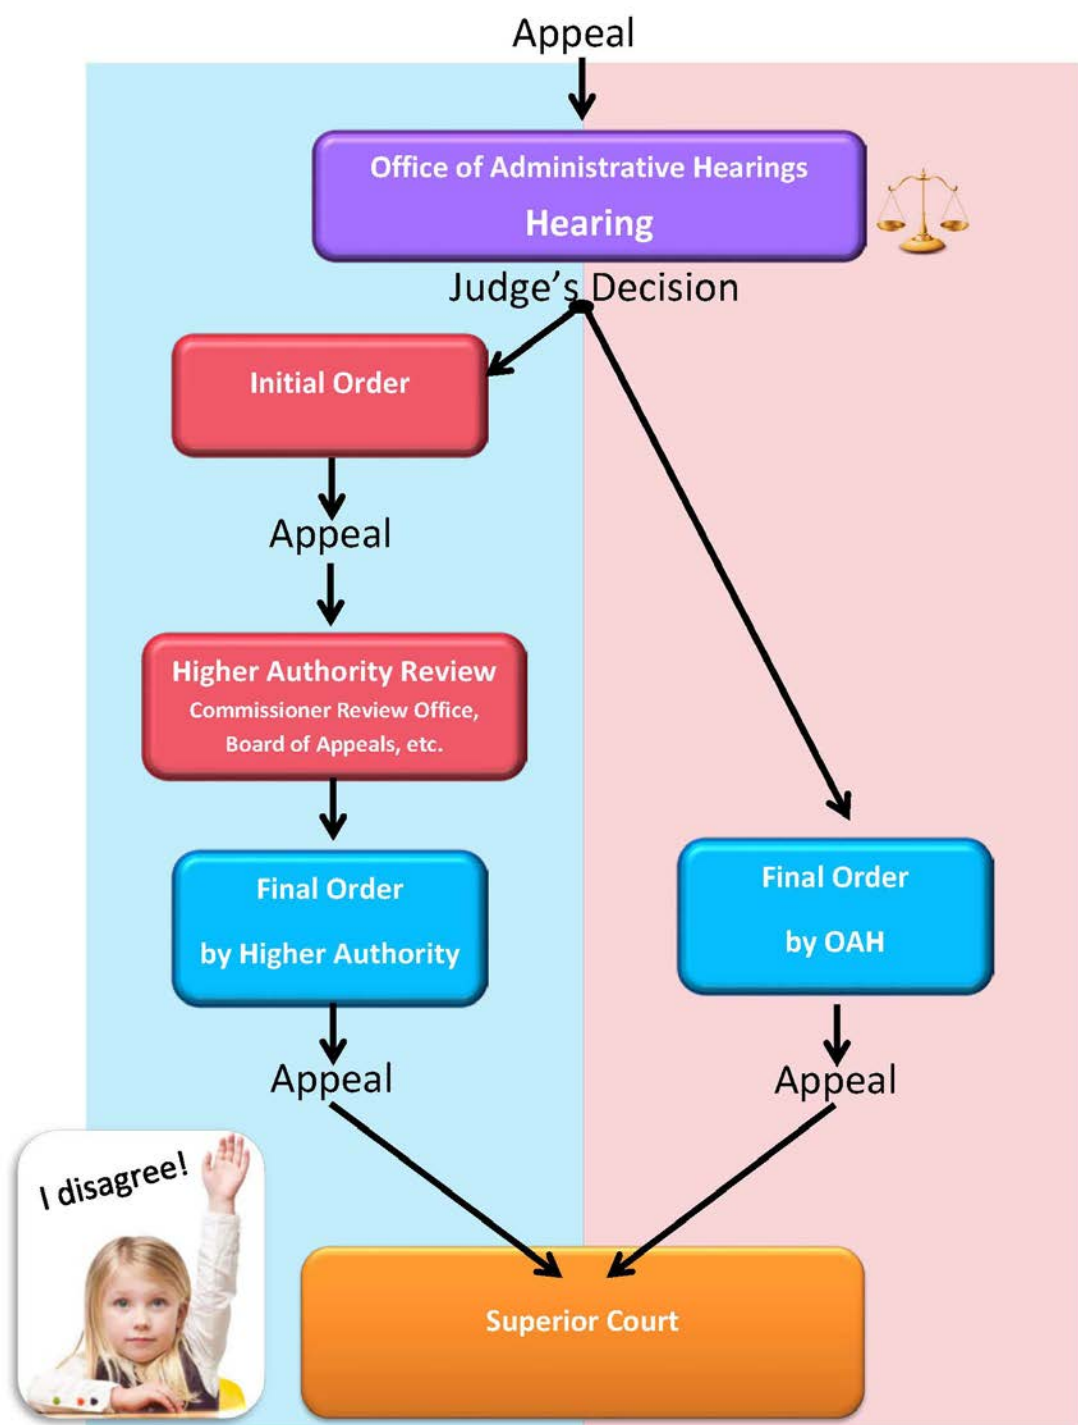 Appeal
Office of Administrative Hearings
Hearing
Judge's Decision
Initial Order
Appeal
Higher Authority Review
Commissioner Review Office,
Board of Appeals, etc.
Final Order
by Higher Authority
Final Order
by OAH
Appeal
Appeal
I disagree!
Superior Court